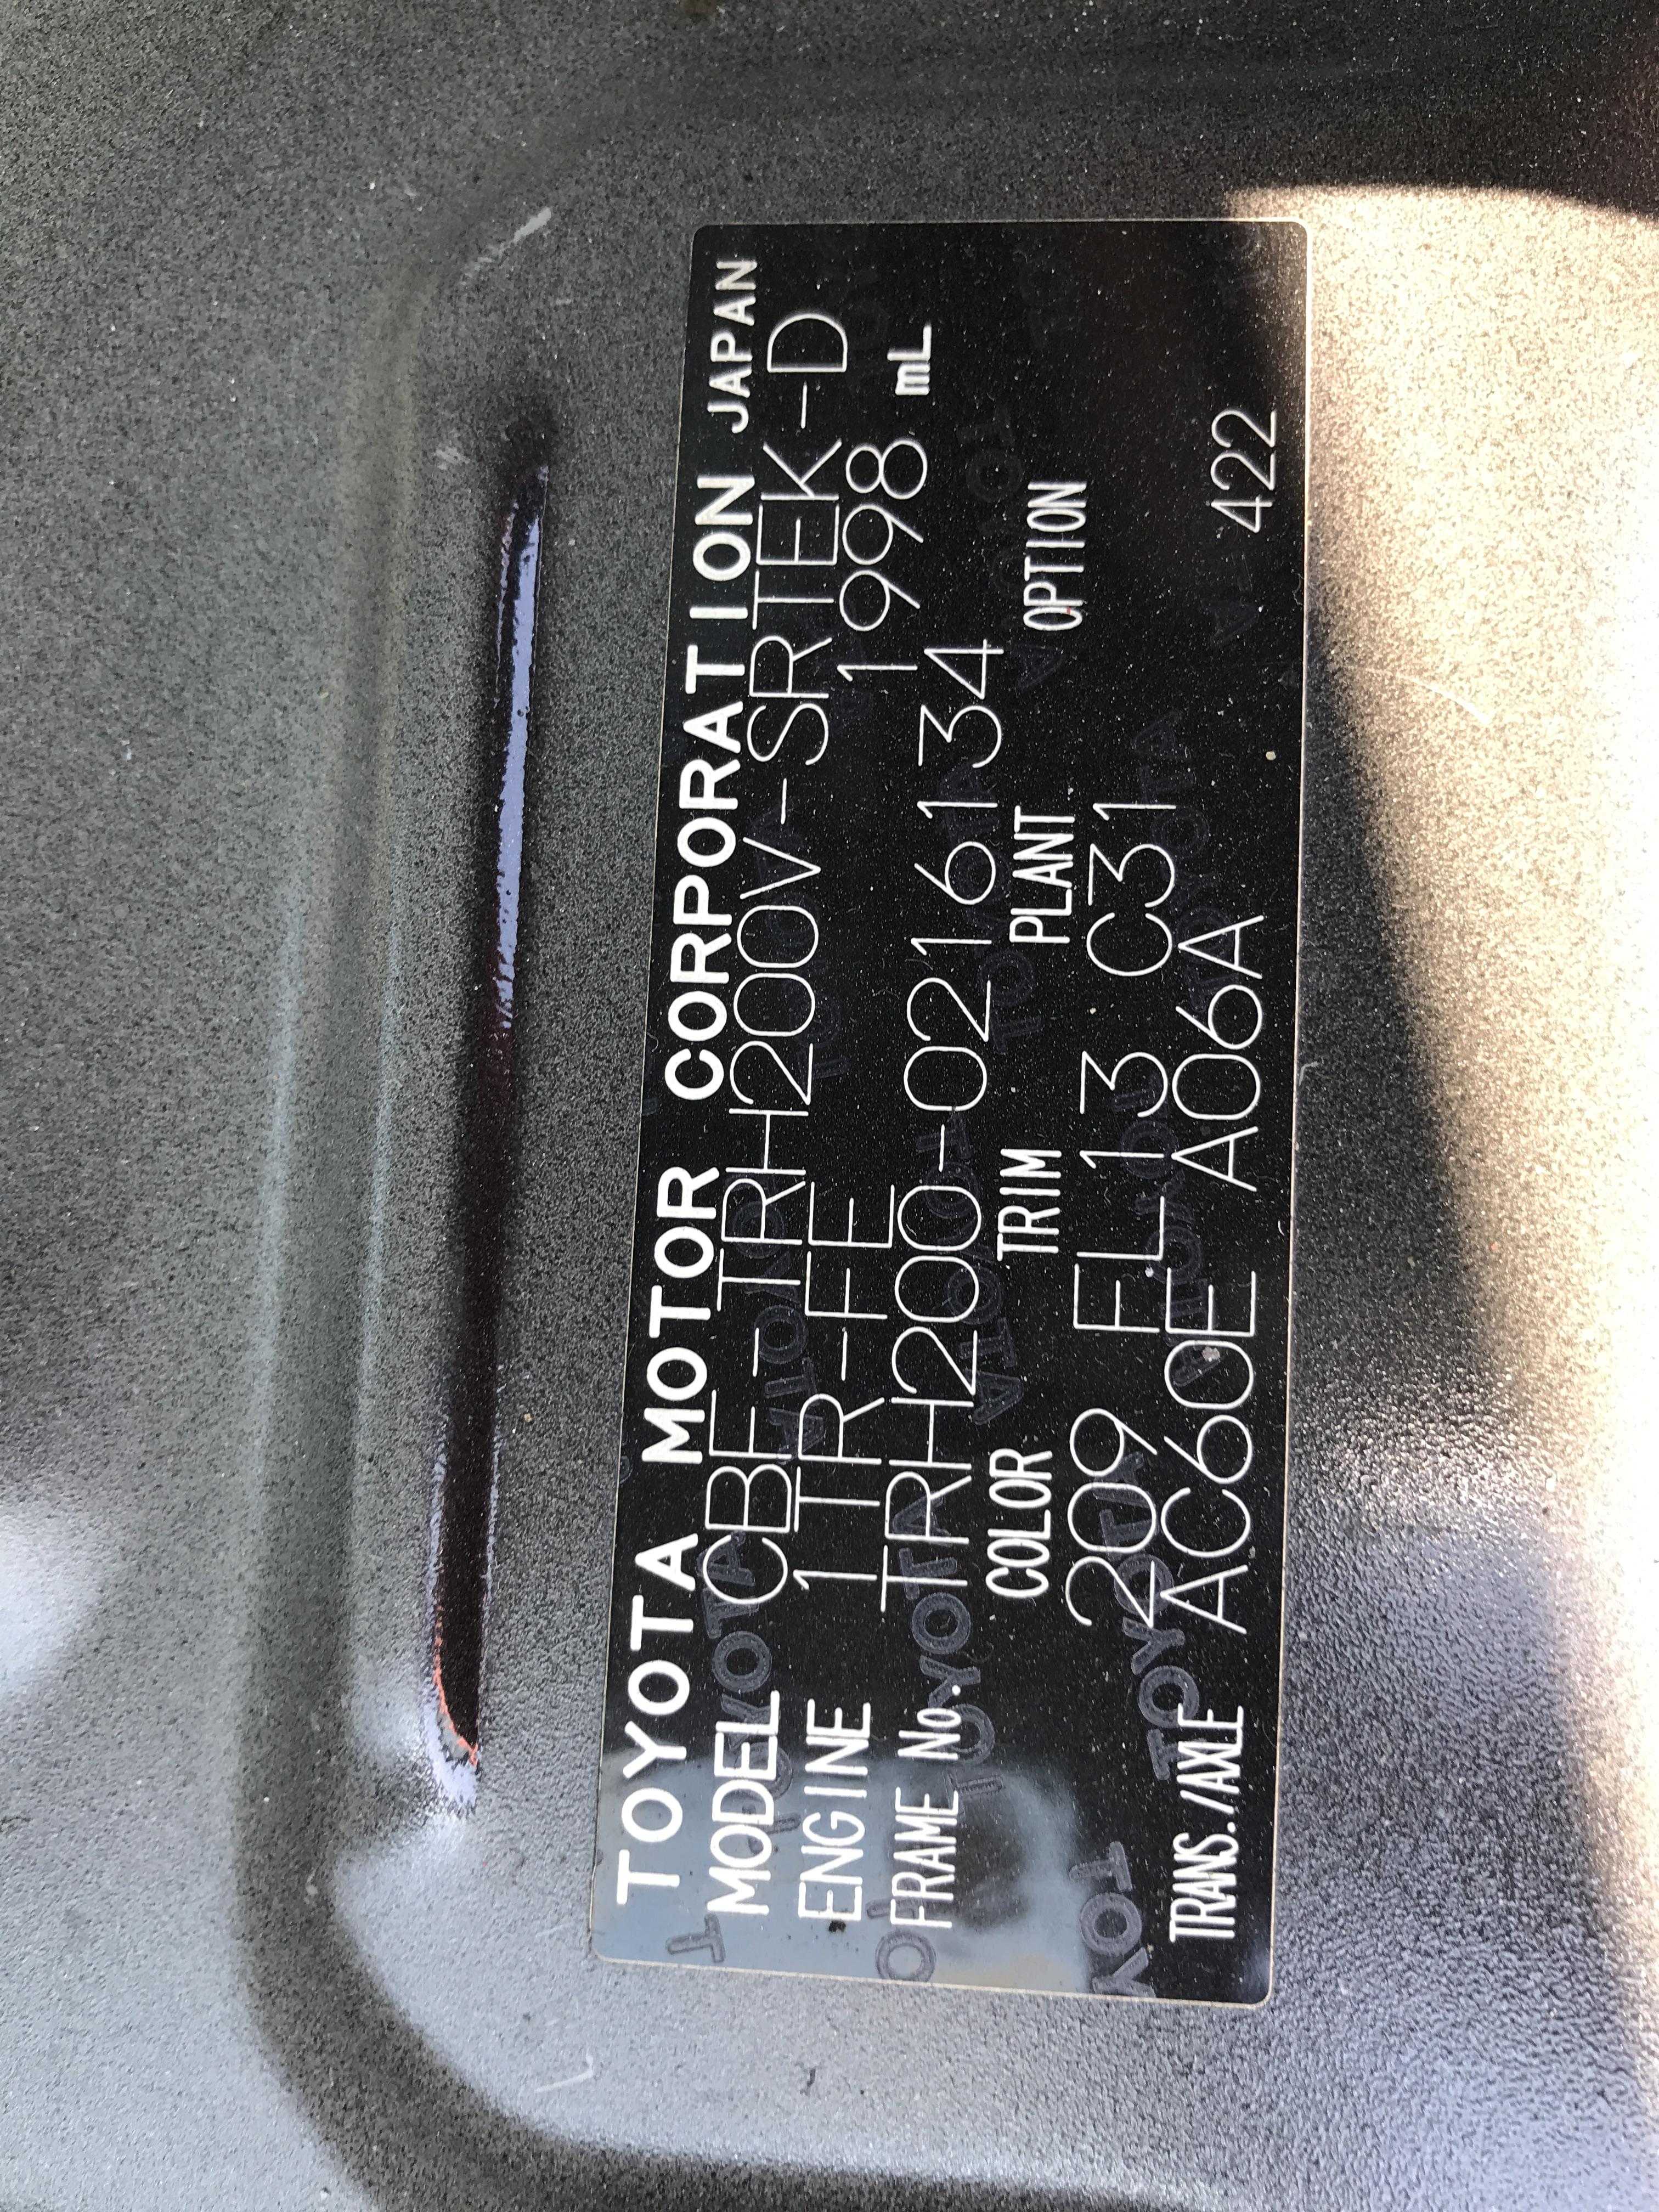 TOYOTA MOTOR CORPORATION JAPAN
MODEL CBF-TRH200V-SRTEK-D
ENGINE 1TR-FE 1998 mL
FRAME No. TRH200-0216134
COLOR TRIM PLANT OPTION
209 FL13 C31
TRANS./AXLE AC60E A06A 422